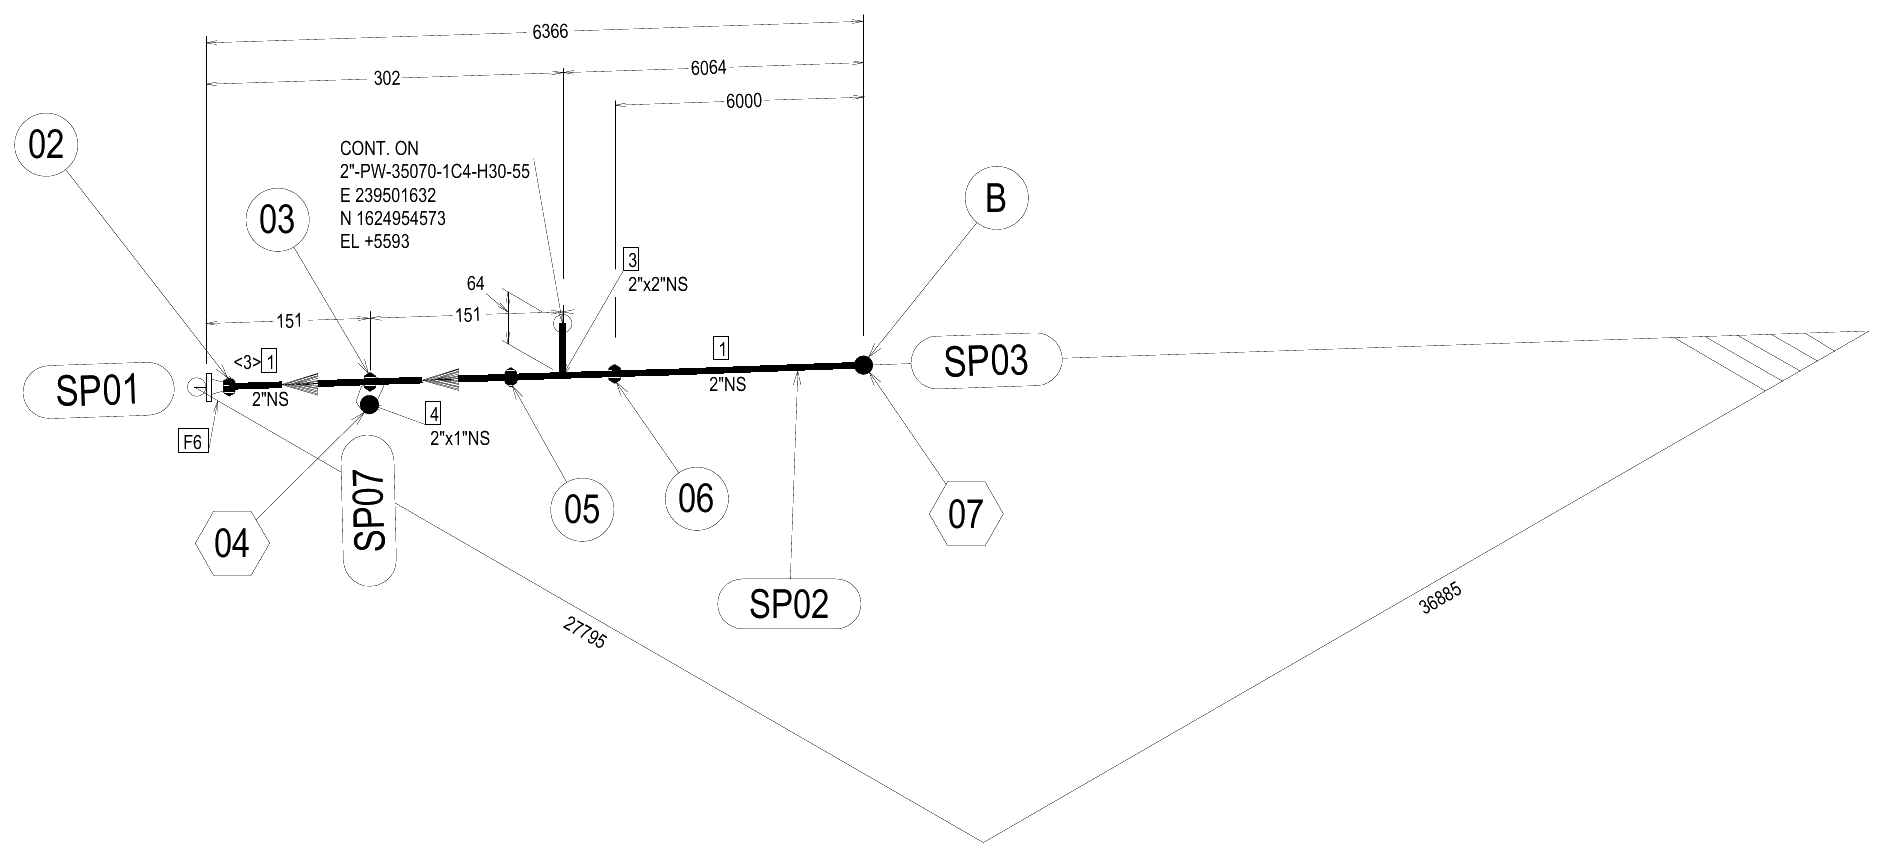 6366
302
6064
6000
02
CONT. ON
2"-PW-35070-1C4-H30-55
E 239501632
N 1624954573
EL +5593
03
B
3
2"x2"NS
64
151
151
<3> 1
2"NS
1
2"NS
SP01
SP03
F6
4
2"x1"NS
SP07
04
05
06
07
SP02
27795
36885